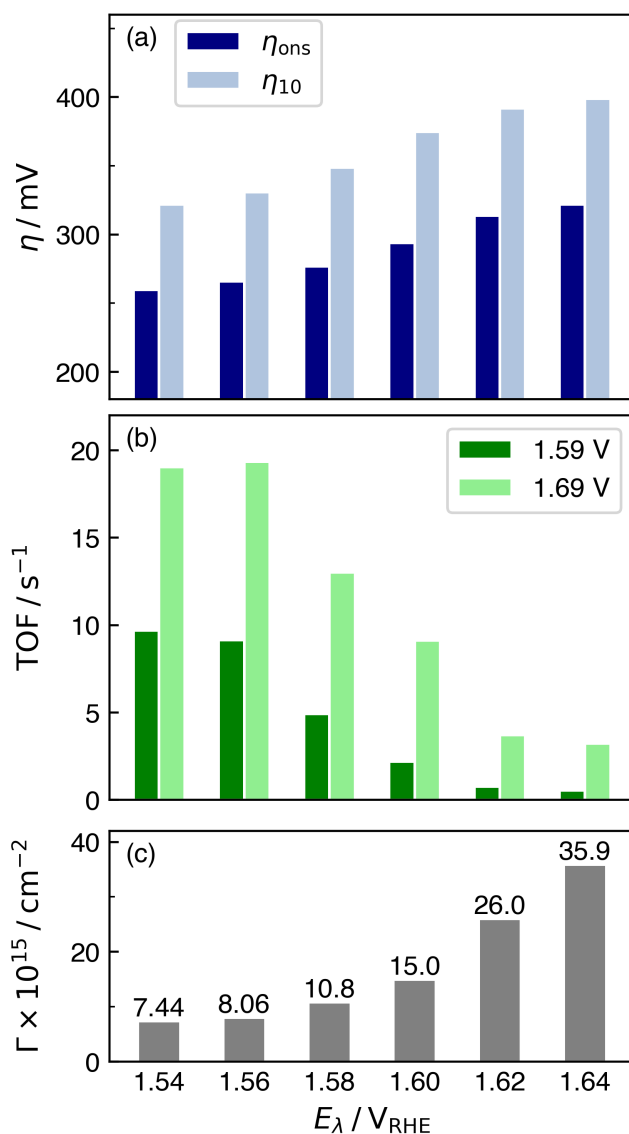 (a)
η_ons
η_10
400
300
200
η / mV
(b)
1.59 V
1.69 V
20
15
10
5
0
TOF / s⁻¹
(c)
40
20
0
Γ × 10¹⁵ / cm⁻²
7.44 8.06 10.8 15.0 26.0 35.9
1.54 1.56 1.58 1.60 1.62 1.64
E_λ / V_RHE